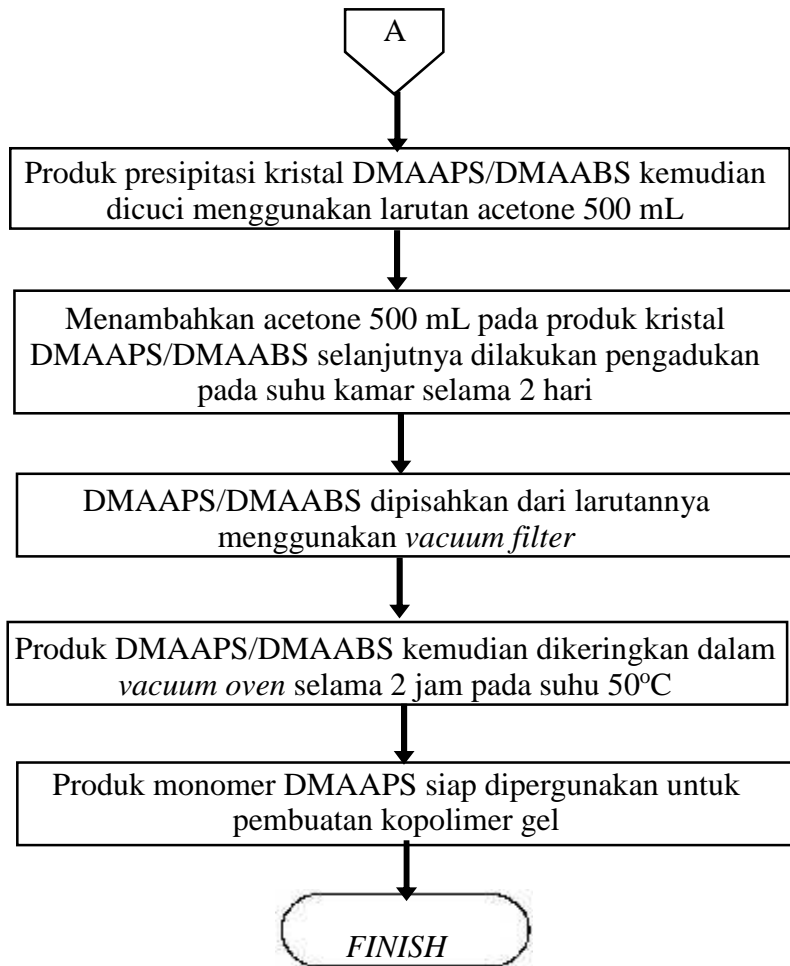 A
Produk presipitasi kristal DMAAPS/DMAABS kemudian
dicuci menggunakan larutan acetone 500 mL
Menambahkan acetone 500 mL pada produk kristal
DMAAPS/DMAABS selanjutnya dilakukan pengadukan
pada suhu kamar selama 2 hari
DMAAPS/DMAABS dipisahkan dari larutannya
menggunakan vacuum filter
Produk DMAAPS/DMAABS kemudian dikeringkan dalam
vacuum oven selama 2 jam pada suhu 50°C
Produk monomer DMAAPS siap dipergunakan untuk
pembuatan kopolimer gel
FINISH